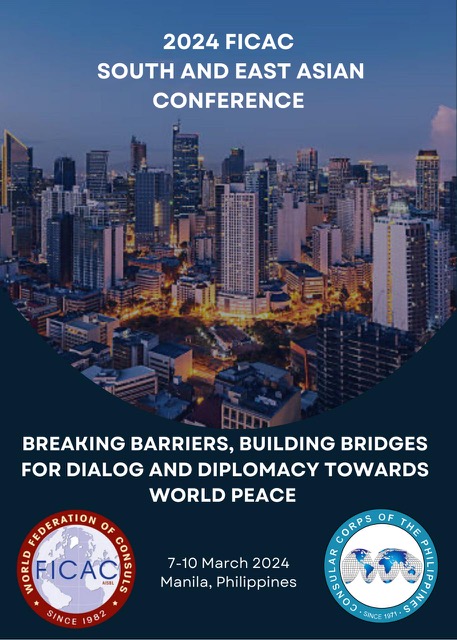 2024 FICAC
SOUTH AND EAST ASIAN
CONFERENCE
BREAKING BARRIERS, BUILDING BRIDGES
FOR DIALOG AND DIPLOMACY TOWARDS
WORLD PEACE
WORLD FEDERATION OF CONSULS
FICAC
AISBL
SINCE 1982
7-10 March 2024
Manila, Philippines
CONSULAR CORPS OF THE PHILIPPINES
SINCE 1971